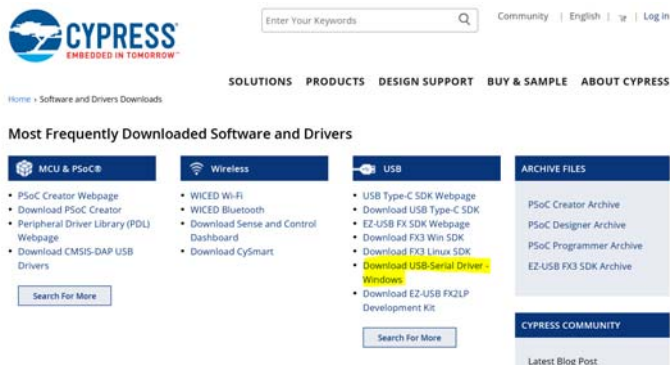 CYPRESS
EMBEDDED IN TOMORROW™
Enter Your Keywords
Community | English | | Log in
SOLUTIONS PRODUCTS DESIGN SUPPORT BUY & SAMPLE ABOUT CYPRESS
Home › Software and Drivers Downloads
Most Frequently Downloaded Software and Drivers
MCU & PSoC®
• PSoC Creator Webpage
• Download PSoC Creator
• Peripheral Driver Library (PDL)
Webpage
• Download CMSIS-DAP USB
Drivers
Search For More
Wireless
• WICED Wi-Fi
• WICED Bluetooth
• Download Sense and Control
Dashboard
• Download CySmart
USB
• USB Type-C SDK Webpage
• Download USB Type-C SDK
• EZ-USB FX SDK Webpage
• Download FX3 Win SDK
• Download FX3 Linux SDK
• Download USB-Serial Driver -
Windows
• Download EZ-USB FX2LP
Development Kit
Search For More
ARCHIVE FILES
PSoC Creator Archive
PSoC Designer Archive
PSoC Programmer Archive
EZ-USB FX3 SDK Archive
CYPRESS COMMUNITY
Latest Blog Post